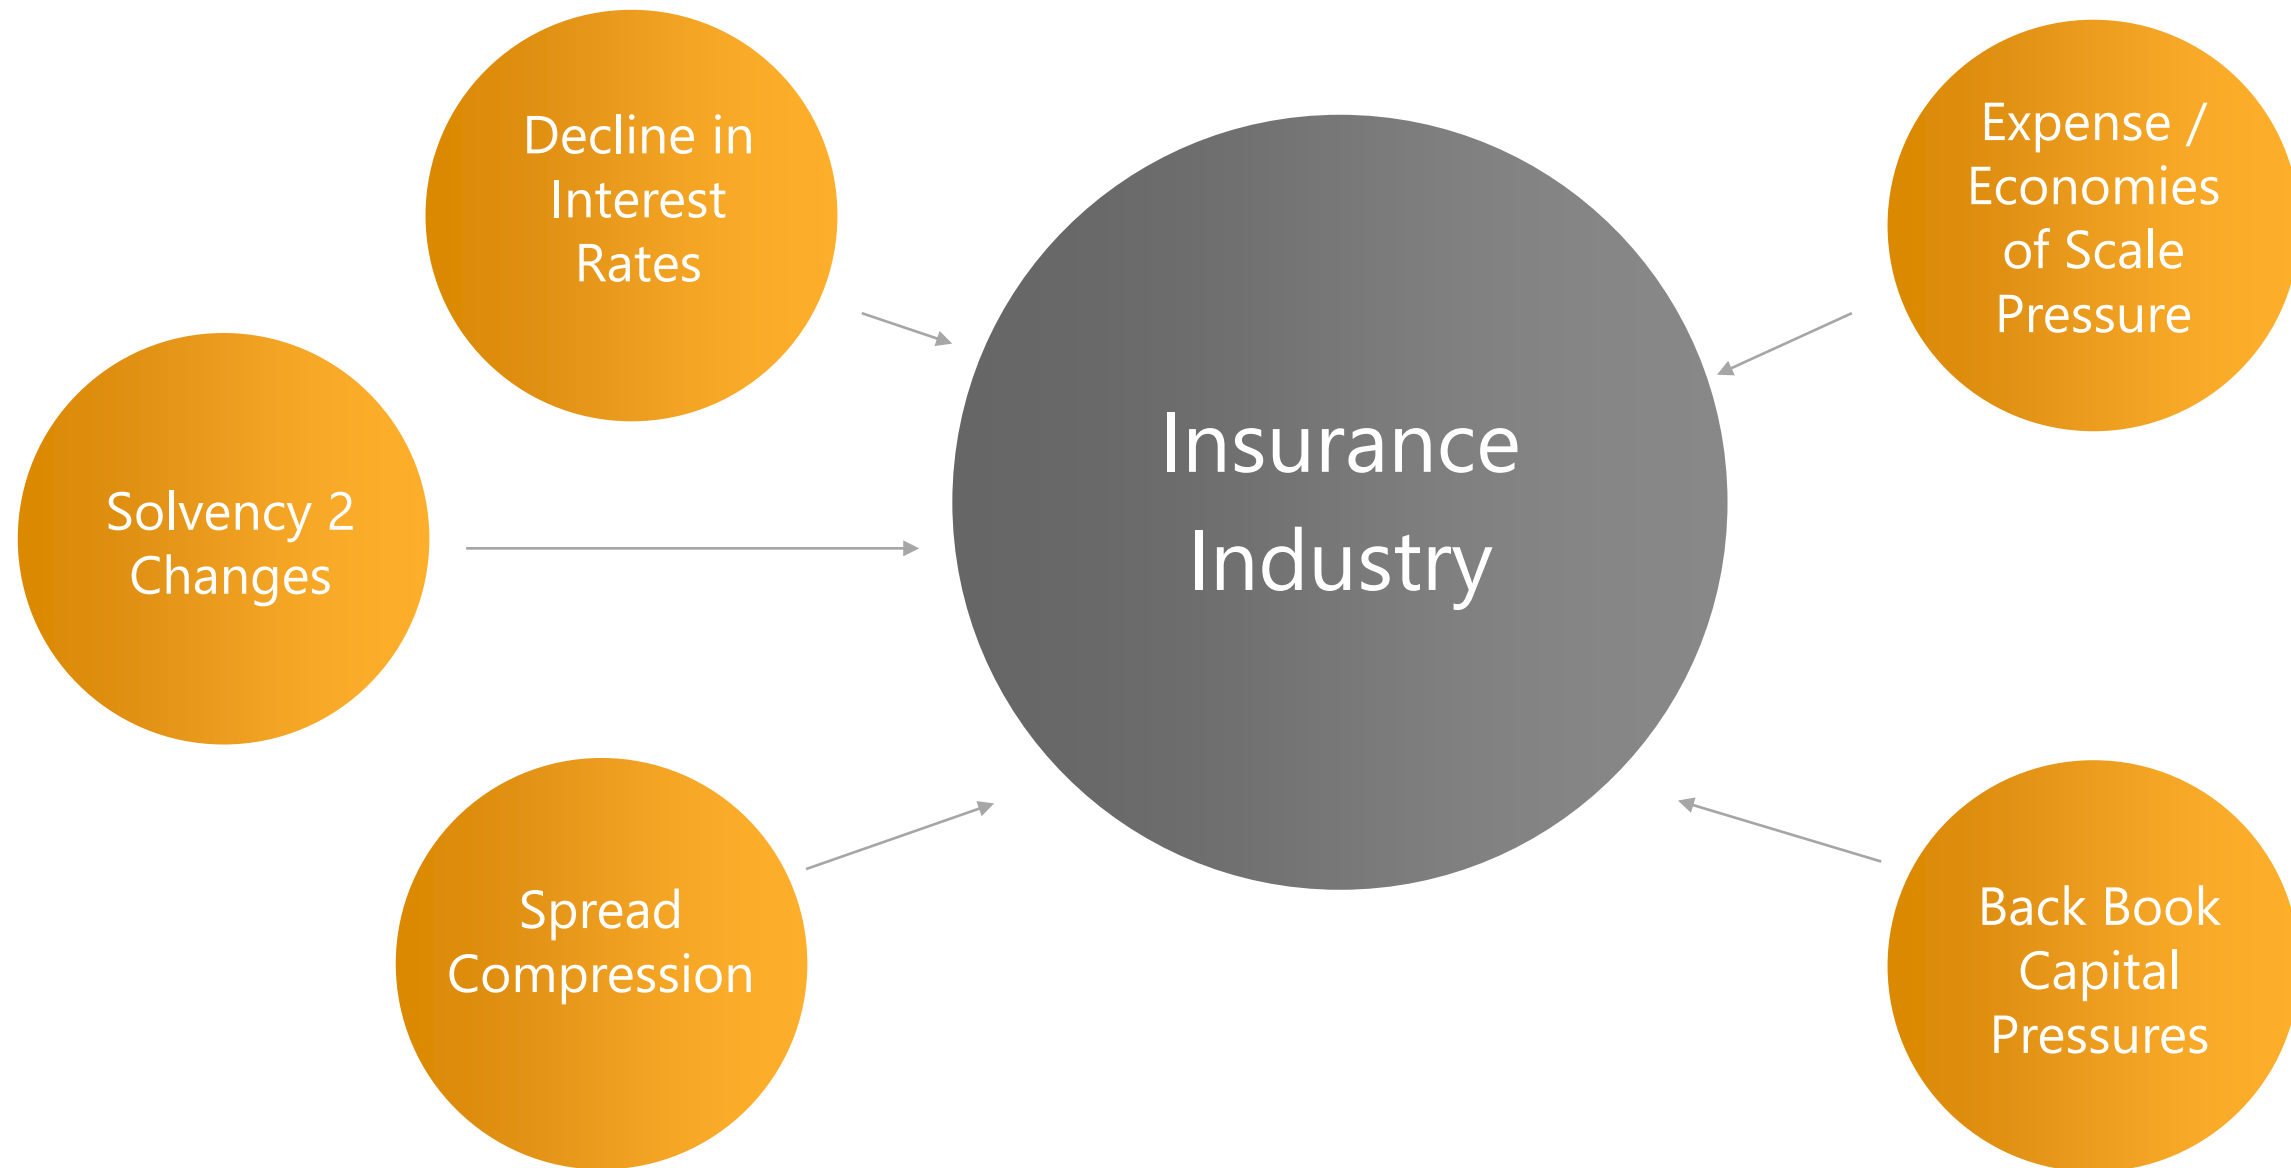 Decline in
Interest
Rates
Expense /
Economies
of Scale
Pressure
Insurance
Industry
Solvency 2
Changes
Spread
Compression
Back Book
Capital
Pressures